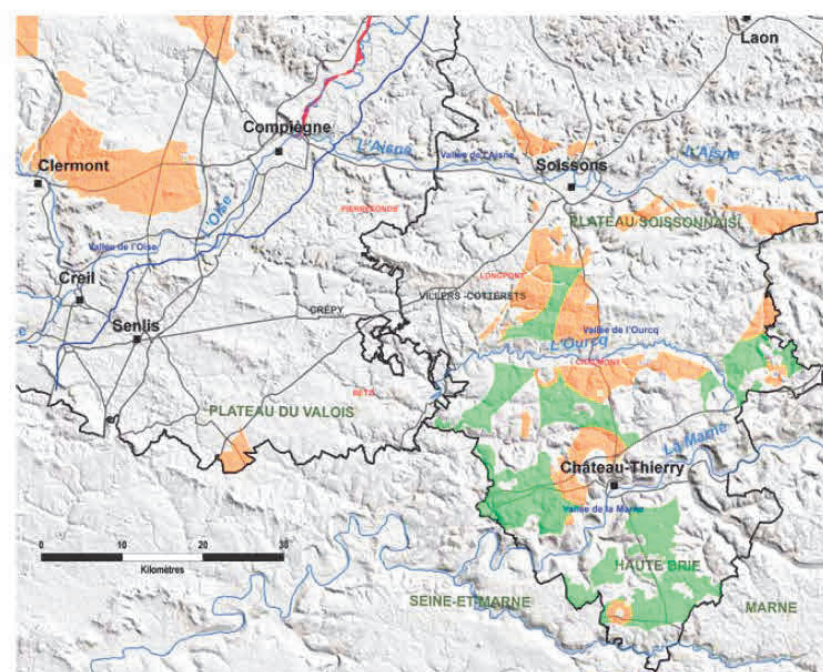 Laon
Compiègne
L'Aisne
Vallée de l'Aisne
Soissons
L'Aisne
Clermont
L'Oise
PIERREFONDS
PLATEAU SOISSONNAIS
Vallée de l'Oise
Creil
LONGPONT
VILLERS-COTTERETS
CRÉPY
Senlis
Vallée de l'Ourcq
L'Ourcq
BETZ
PLATEAU DU VALOIS
La Marne
Château-Thierry
Vallée de la Marne
0 10 20 30
Kilomètres
HAUTE BRIE
SEINE-ET-MARNE
MARNE